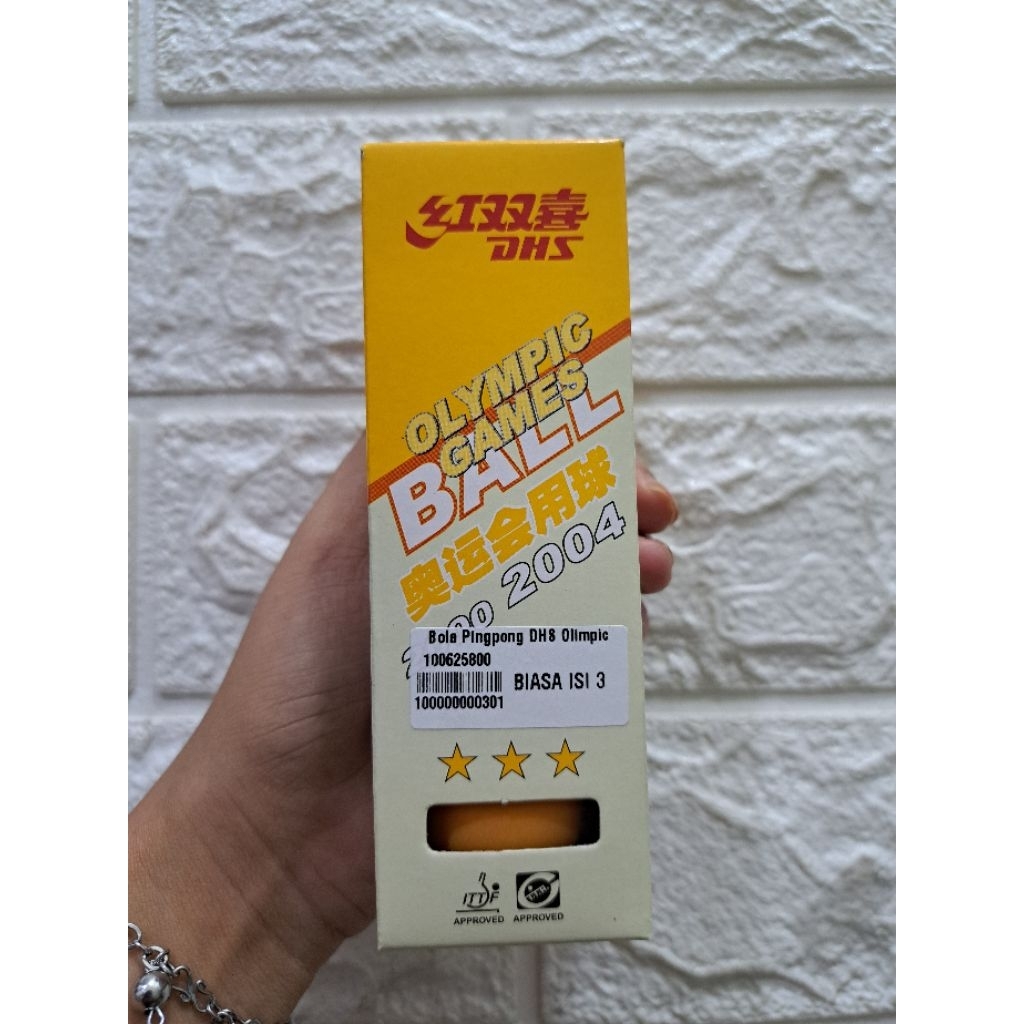 红双喜
DHS
OLYMPIC
GAMES
BALL
奥运会用球
2004
Bola Pingpong DHS Olimpic
100625800
BIASA ISI 3
100000000301
ITTF
APPROVED APPROVED